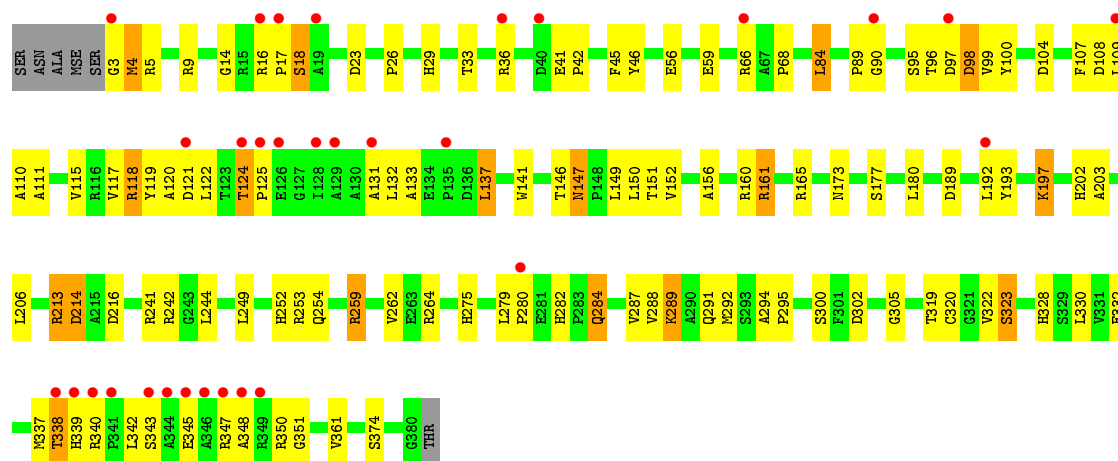 SER ASN ALA MSE SER G3 M4 R5 R9 G14 R15 R16 P17 S18 A19 D23 P26 H29 T33 R36 D40 E41 P42 F45 Y46 E56 E59 R66 A67 P68 L84 P89 G90 S95 T96 D97 D98 V99 Y100 D104 F107 D108 L109
A110 A111 V115 R116 V117 R118 Y119 A120 D121 L122 T123 T124 P125 E126 G127 I128 A129 A130 A131 L132 A133 E134 P135 D136 L137 W141 T146 N147 P148 L149 L150 T151 V152 A156 R160 R161 R165 N173 S177 L180 D189 L192 Y193 K197 H202 A203
L206 R213 D214 A215 D216 R241 R242 G243 L244 L249 H252 R253 Q254 R259 V262 E263 R264 H275 L279 P280 E281 H282 P283 Q284 V287 V288 K289 A290 Q291 M292 S293 A294 P295 S300 F301 D302 G305 T319 C320 G321 V322 S323 H328 S329 L330 V331
M337 T338 H339 R340 P341 L342 S343 A344 E345 A346 R347 A348 R349 R350 G351 V361 S374 G380 THR